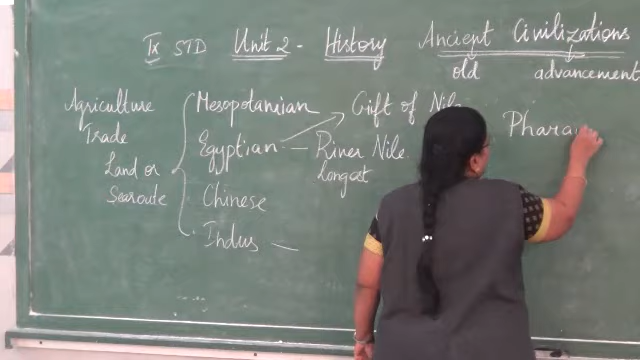 IX STD Unit 2 - History Ancient Civilizations
old advancement
Agriculture
Trade
Land or
Searoute
Mesopotamian
Egyptian
Chinese
Indus
Gift of Nile
River Nile
Longest
Phara